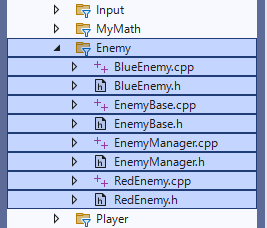 Input
MyMath
Enemy
BlueEnemy.cpp
BlueEnemy.h
EnemyBase.cpp
EnemyBase.h
EnemyManager.cpp
EnemyManager.h
RedEnemy.cpp
RedEnemy.h
Player